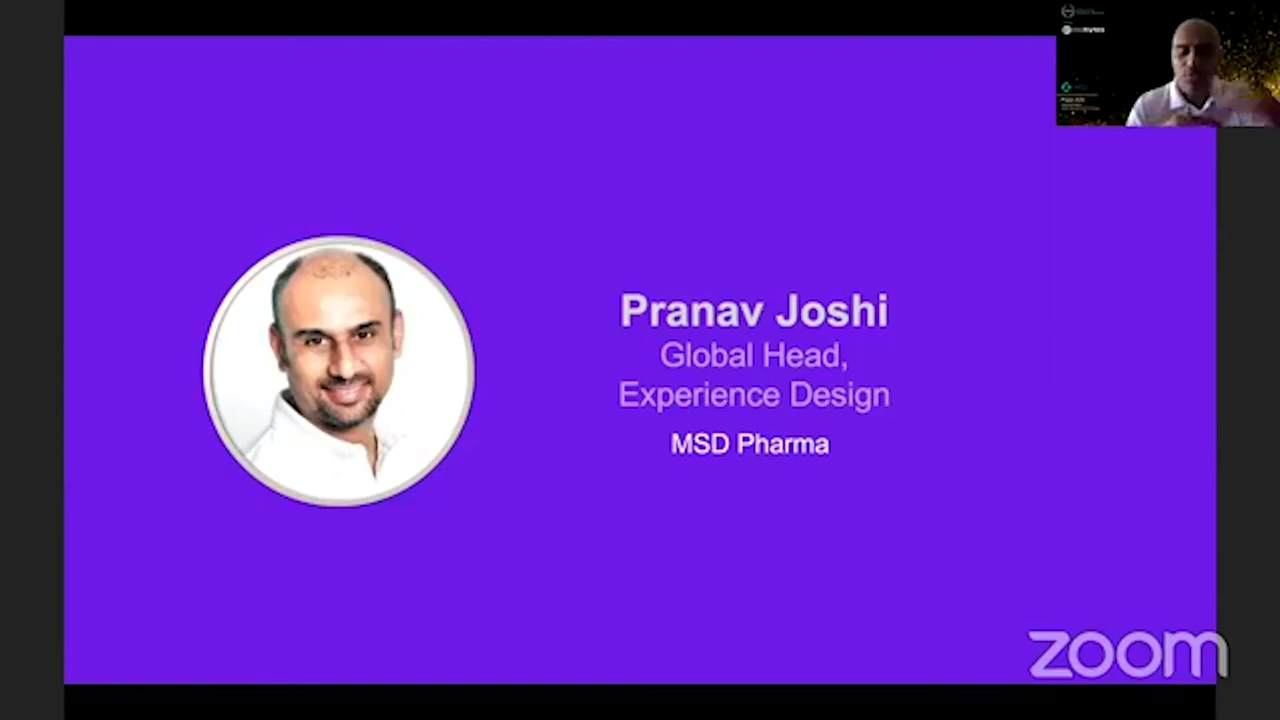 Pranav Joshi
Global Head,
Experience Design
MSD Pharma
zoom